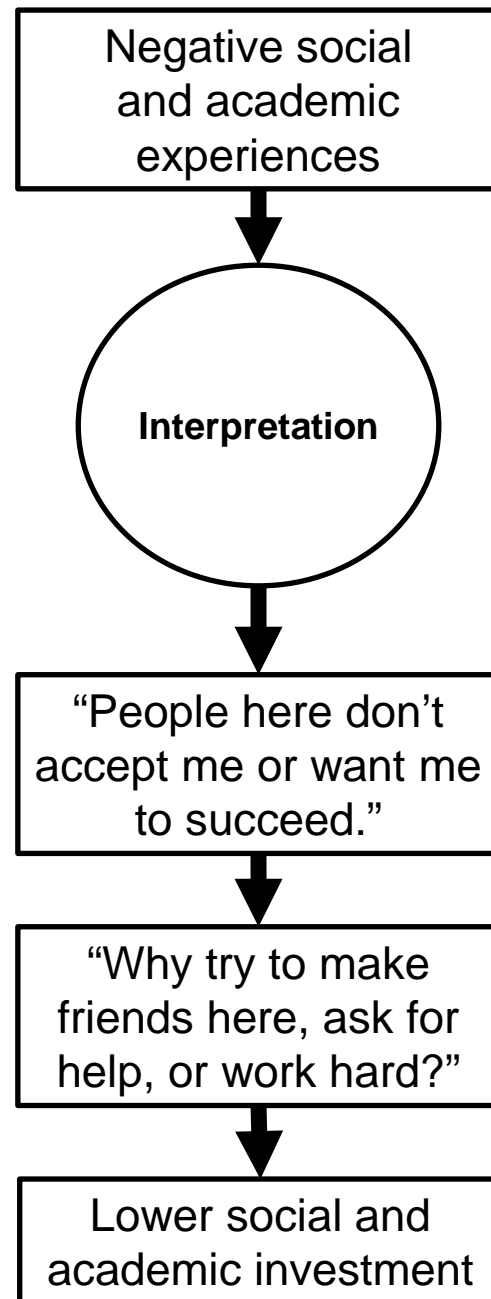 Negative social
and academic
experiences
Interpretation
“People here don’t
accept me or want me
to succeed.”
“Why try to make
friends here, ask for
help, or work hard?”
Lower social and
academic investment